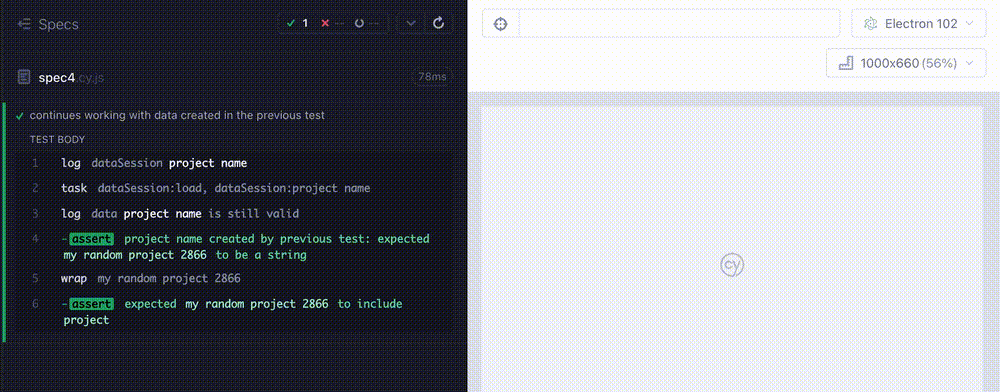 Specs
1
--
--
Electron 102
1000x660 (56%)
spec4.cy.js
78ms
continues working with data created in the previous test
TEST BODY
1 log dataSession project name
2 task dataSession:load, dataSession:project name
3 log data project name is still valid
4 -assert project name created by previous test: expected
my random project 2866 to be a string
5 wrap my random project 2866
6 -assert expected my random project 2866 to include
project
cy